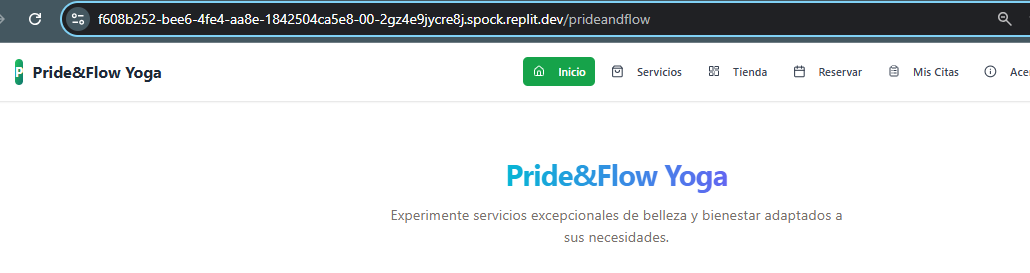 f608b252-bee6-4fe4-aa8e-1842504ca5e8-00-2gz4e9jycre8j.spock.replit.dev/prideandflow
P Pride&Flow Yoga Inicio Servicios Tienda Reservar Mis Citas Acer
Pride&Flow Yoga
Experimente servicios excepcionales de belleza y bienestar adaptados a
sus necesidades.